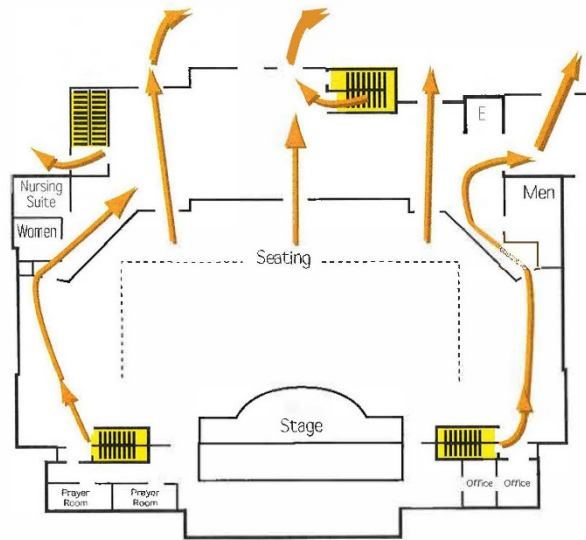 E
Nursing
Suite
Men
Women
Seating
Stage
Prayer
Room
Prayer
Room
Office
Office